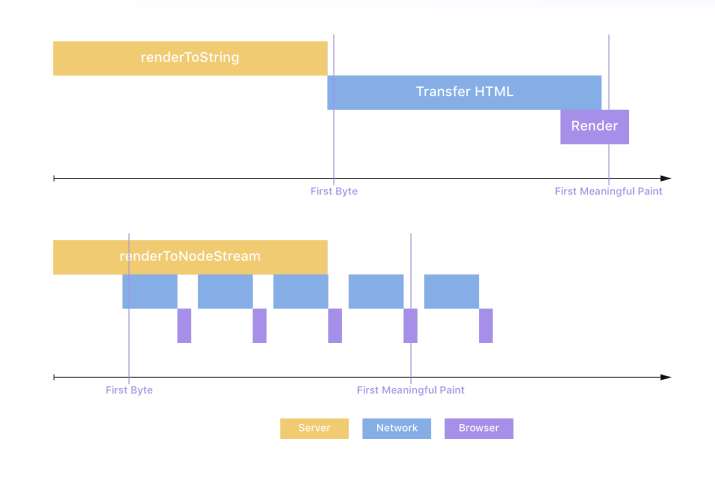 renderToString
Transfer HTML
Render
First Byte
First Meaningful Paint
renderToNodeStream
First Byte
First Meaningful Paint
Server
Network
Browser